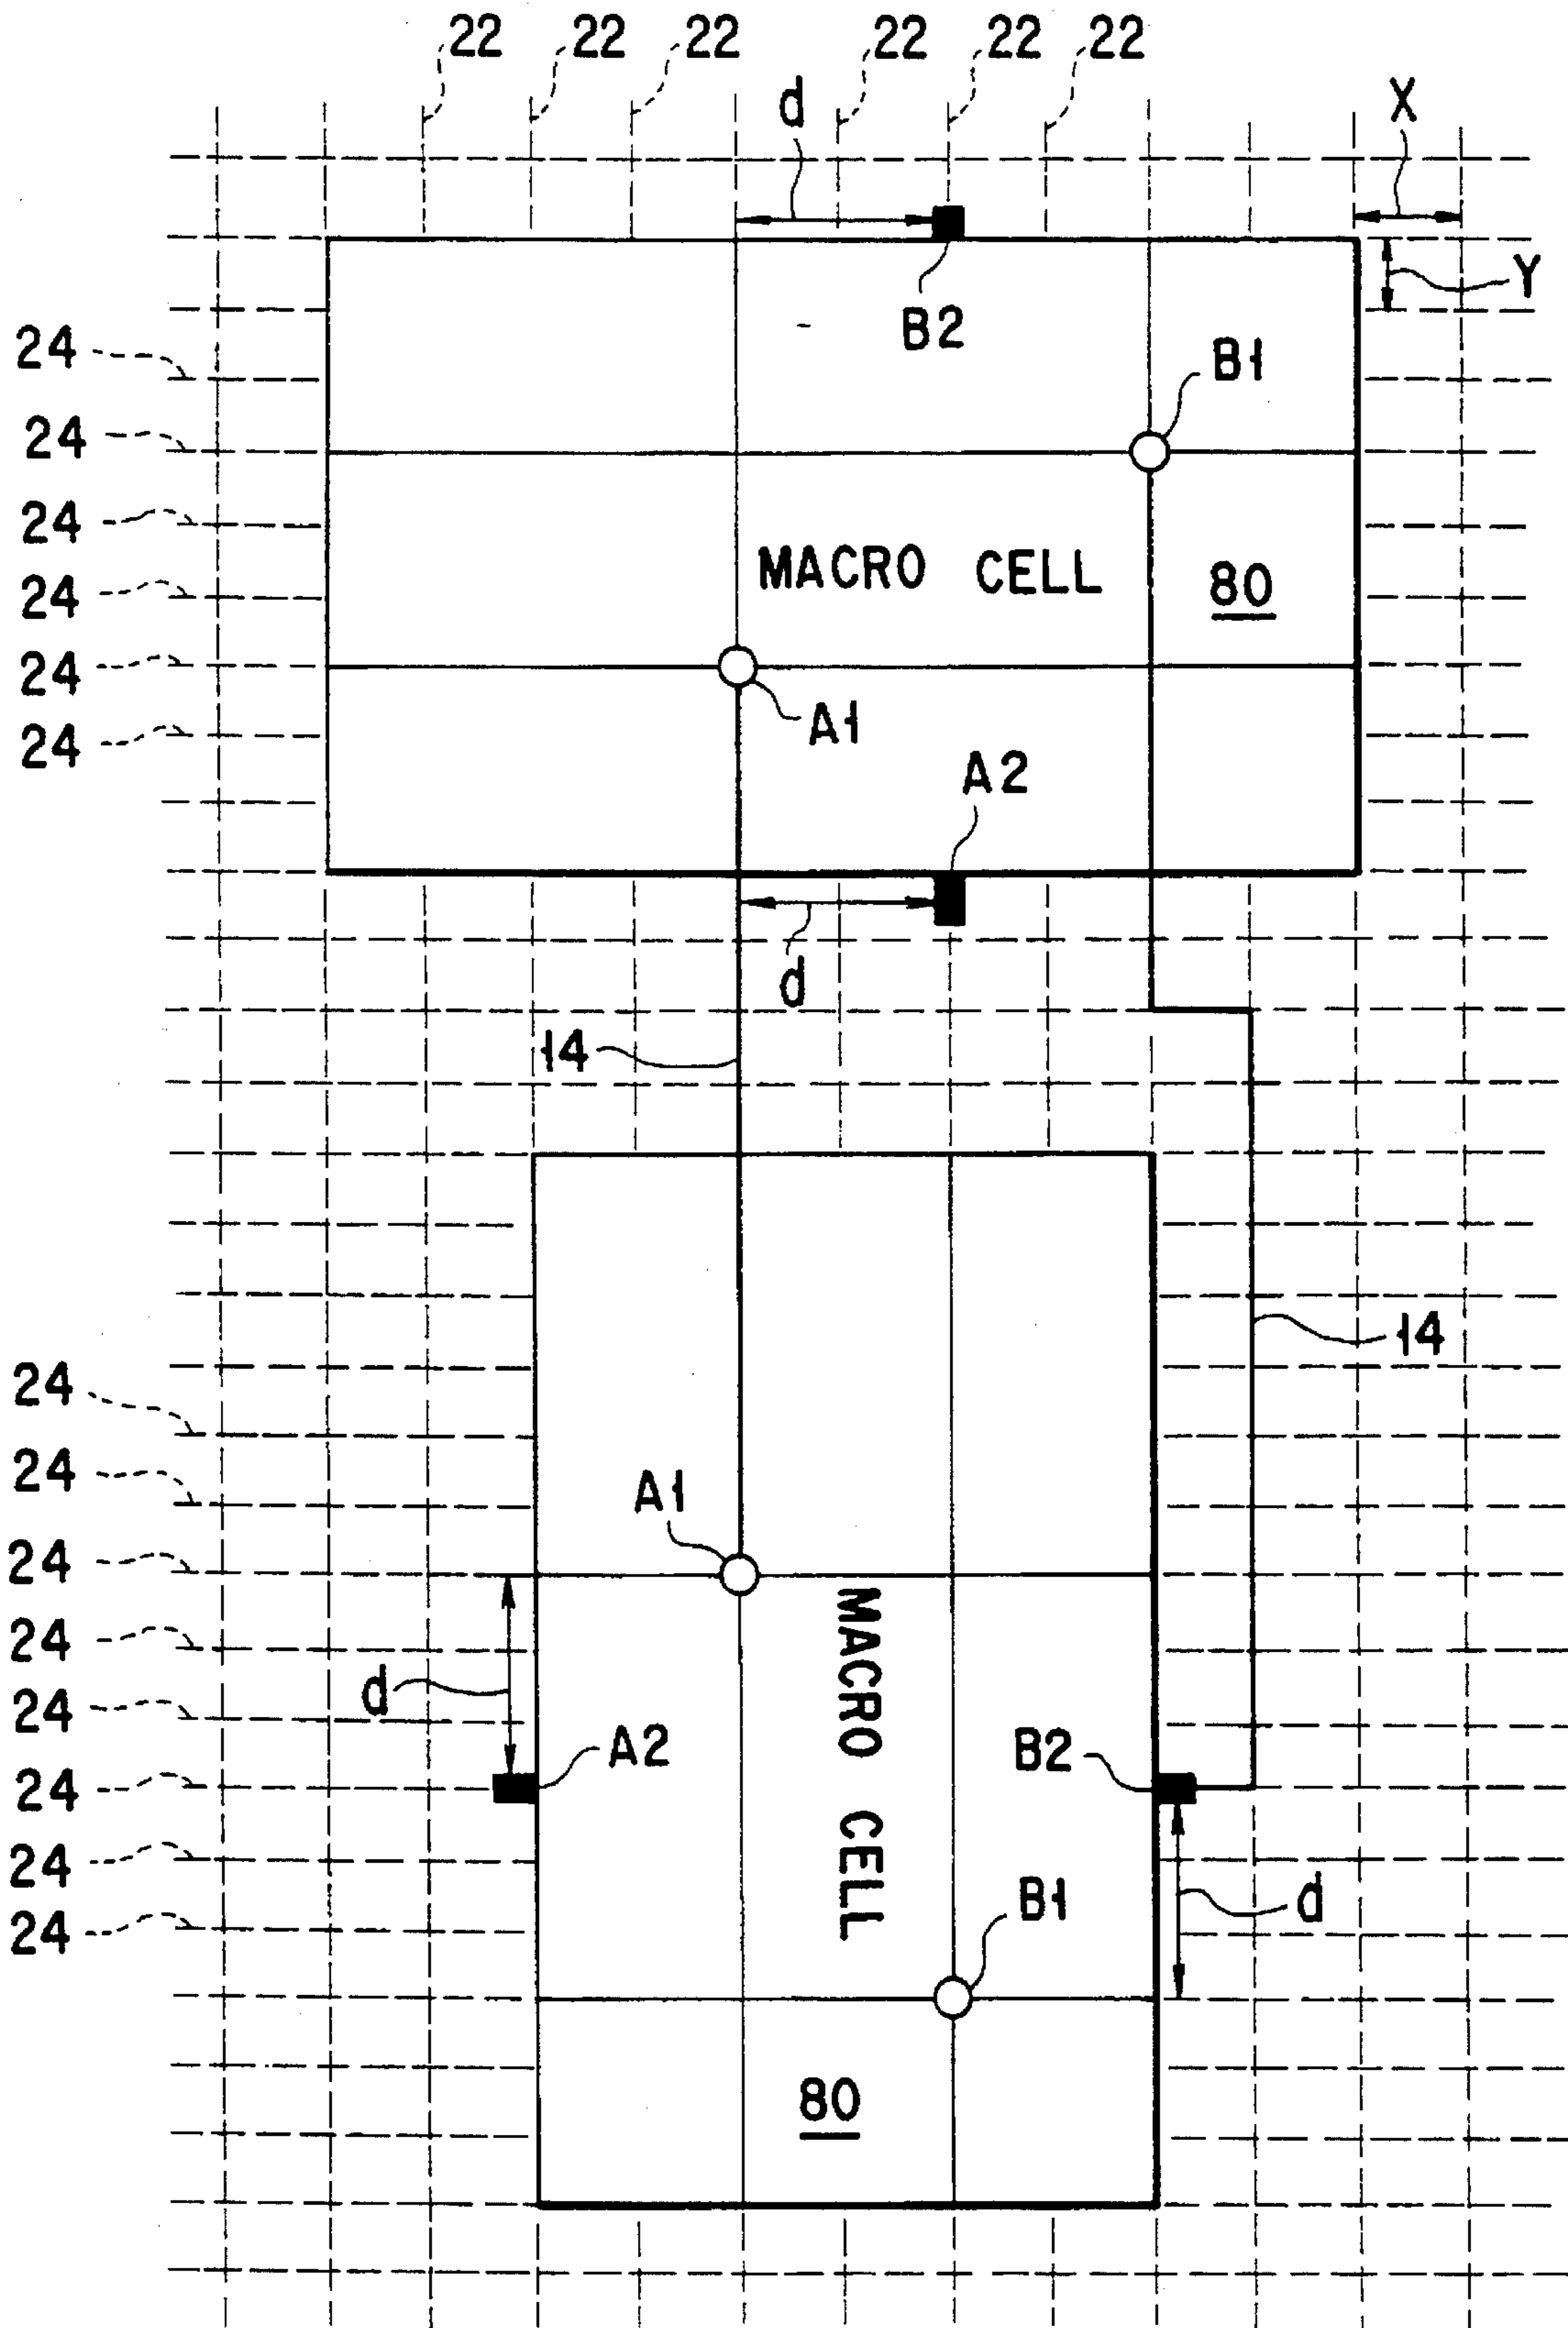 22 22 22 22 22 22
d X
Y
B2
24 B1
24
24 MACRO CELL 80
24
24 A1
24 A2
d
14
14
24
24 A1
24
24 MACRO CELL
24 d
24 A2 B2
24 B1 d
24
80